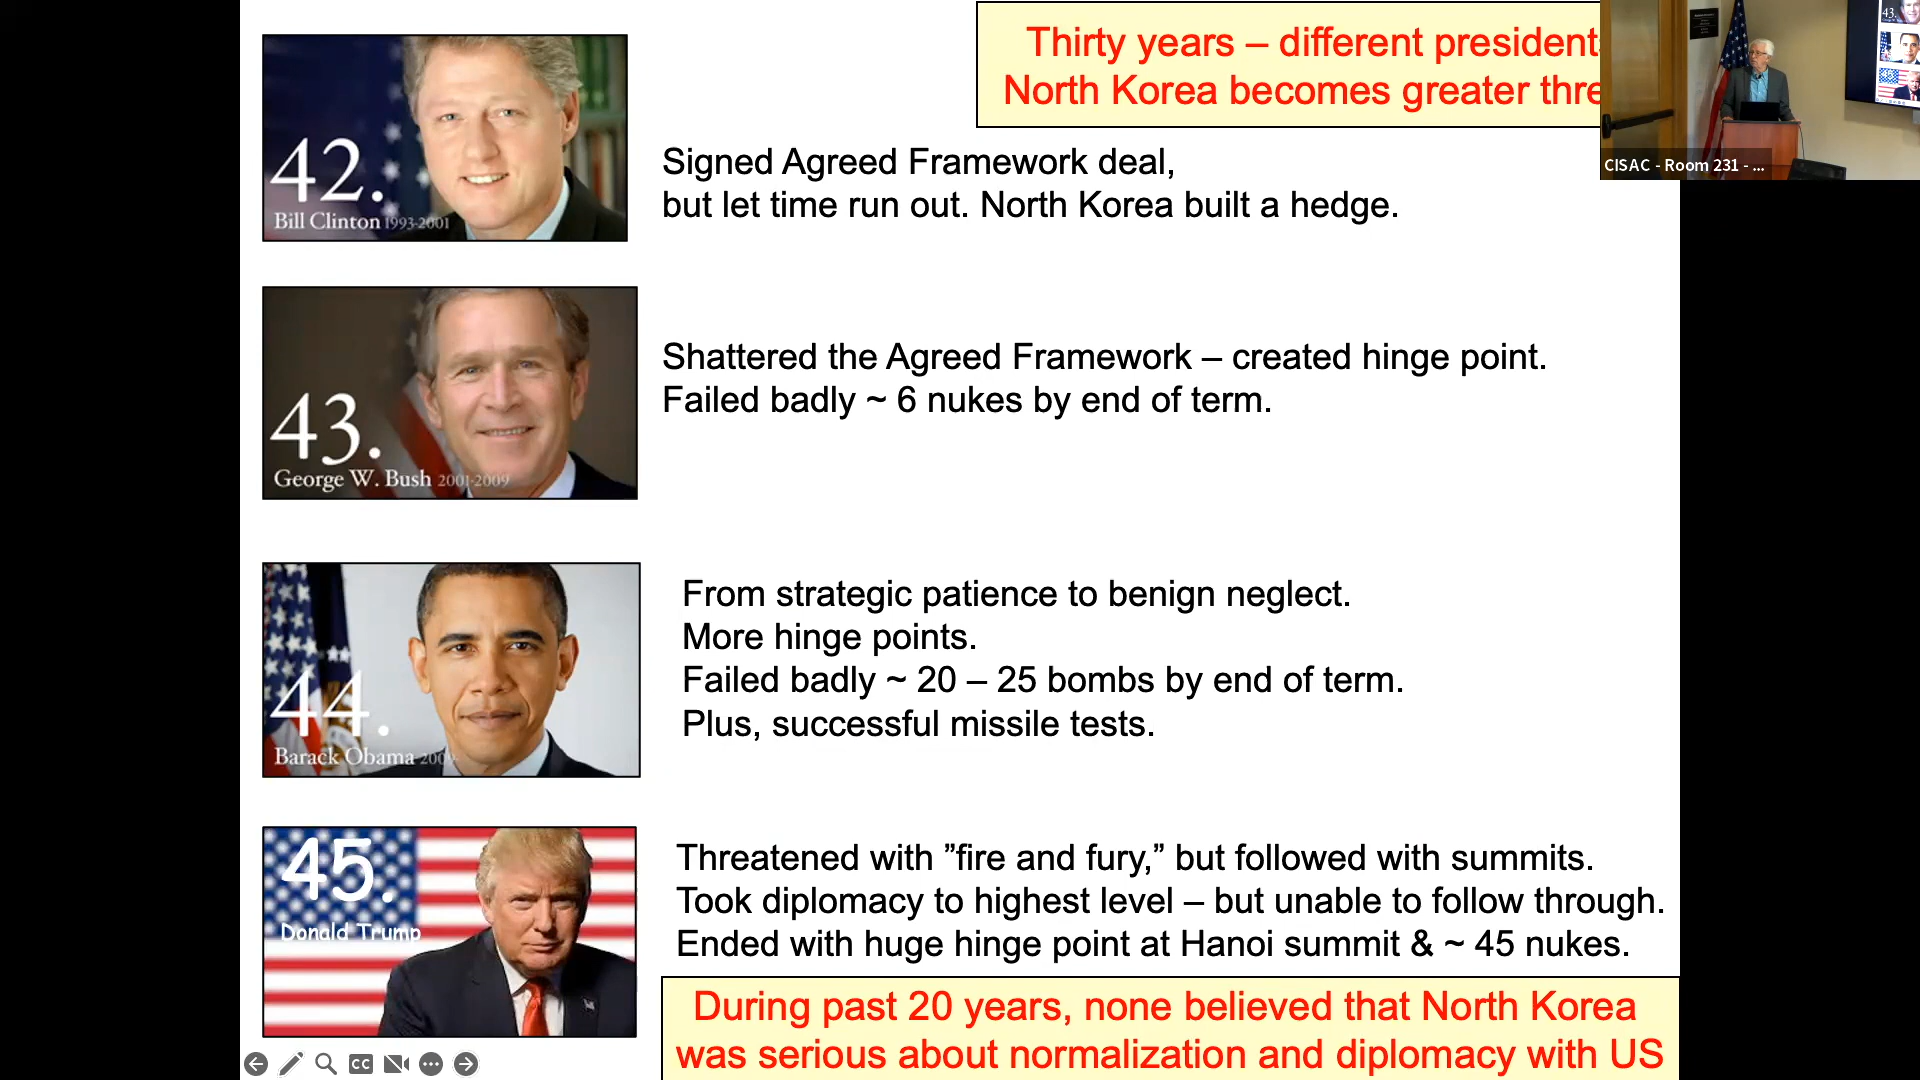 Thirty years – different president
North Korea becomes greater thre
42.
Bill Clinton 1993-2001
Signed Agreed Framework deal,
but let time run out. North Korea built a hedge.
43.
George W. Bush 2001-2009
Shattered the Agreed Framework – created hinge point.
Failed badly ~ 6 nukes by end of term.
44.
Barack Obama 2009
From strategic patience to benign neglect.
More hinge points.
Failed badly ~ 20 – 25 bombs by end of term.
Plus, successful missile tests.
45.
Donald Trump
Threatened with ”fire and fury,” but followed with summits.
Took diplomacy to highest level – but unable to follow through.
Ended with huge hinge point at Hanoi summit & ~ 45 nukes.
During past 20 years, none believed that North Korea
was serious about normalization and diplomacy with US
CC
CISAC - Room 231 - ...
43.